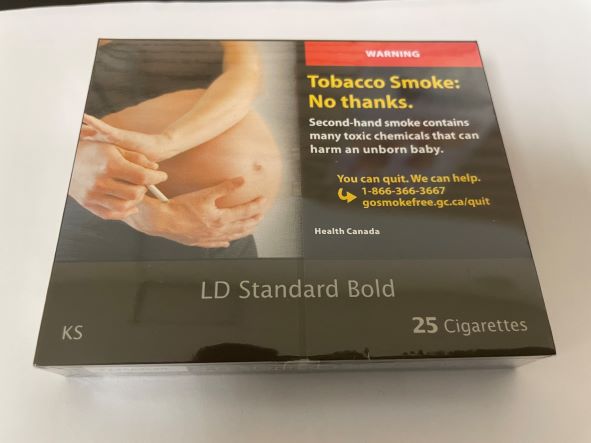 WARNING
Tobacco Smoke:
No thanks.
Second-hand smoke contains
many toxic chemicals that can
harm an unborn baby.
You can quit. We can help.
1-866-366-3667
gosmokefree.gc.ca/quit
Health Canada
LD Standard Bold
KS
25 Cigarettes